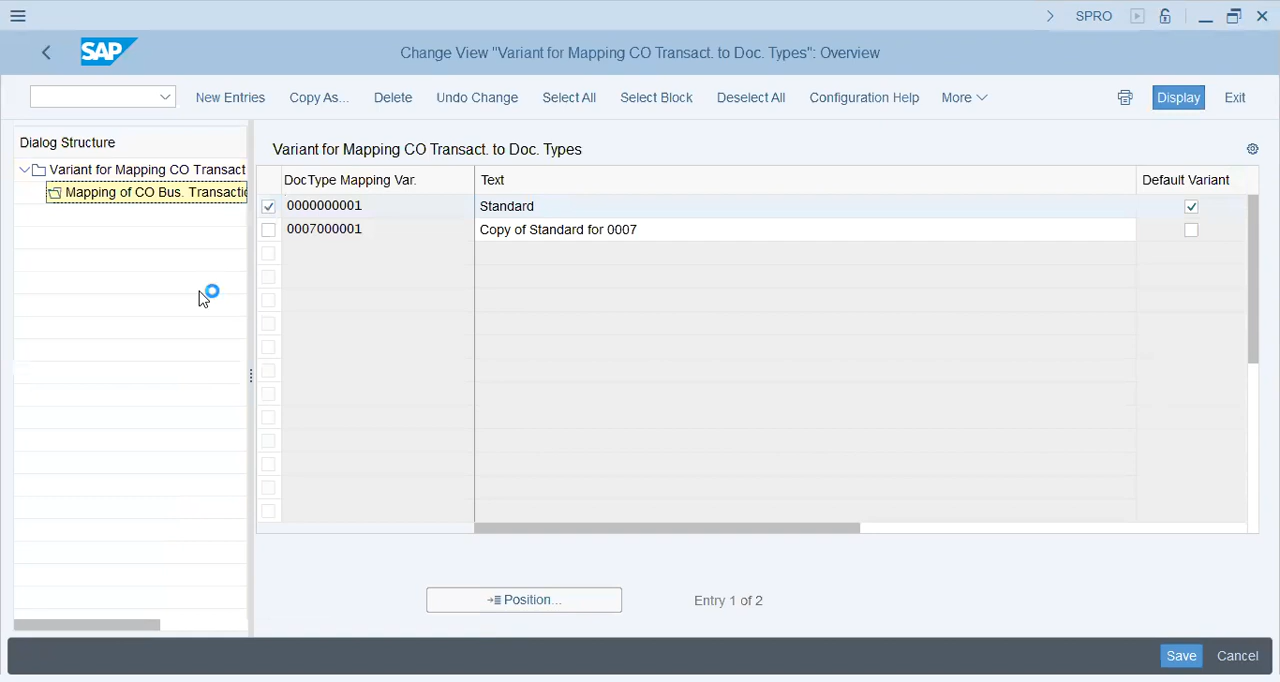 SPRO
SAP
Change View "Variant for Mapping CO Transact. to Doc. Types": Overview
New Entries
Copy As...
Delete
Undo Change
Select All
Select Block
Deselect All
Configuration Help
More
Display
Exit
Dialog Structure
Variant for Mapping CO Transact
Mapping of CO Bus. Transactio
Variant for Mapping CO Transact. to Doc. Types
DocType Mapping Var.
Text
Default Variant
0000000001
Standard
0007000001
Copy of Standard for 0007
Position...
Entry 1 of 2
Save
Cancel